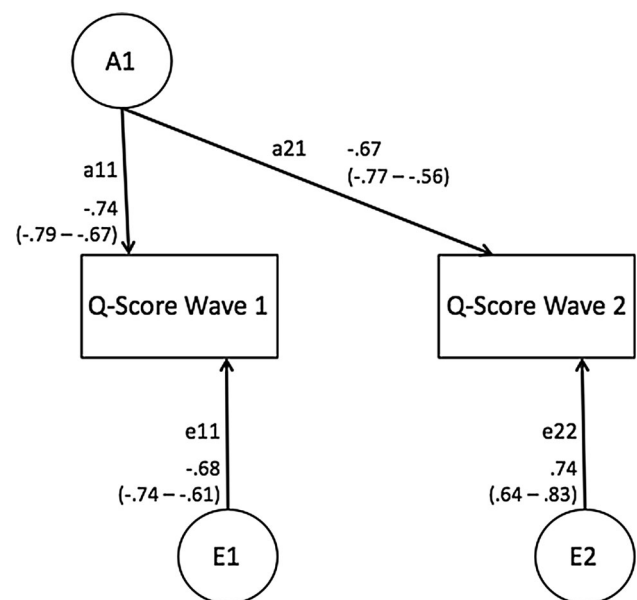 A1
a21 -.67
(-.77 – -.56)
a11
-.74
(-.79 – -.67)
Q-Score Wave 1
Q-Score Wave 2
e11
-.68
(-.74 – -.61)
e22
.74
(.64 – .83)
E1
E2